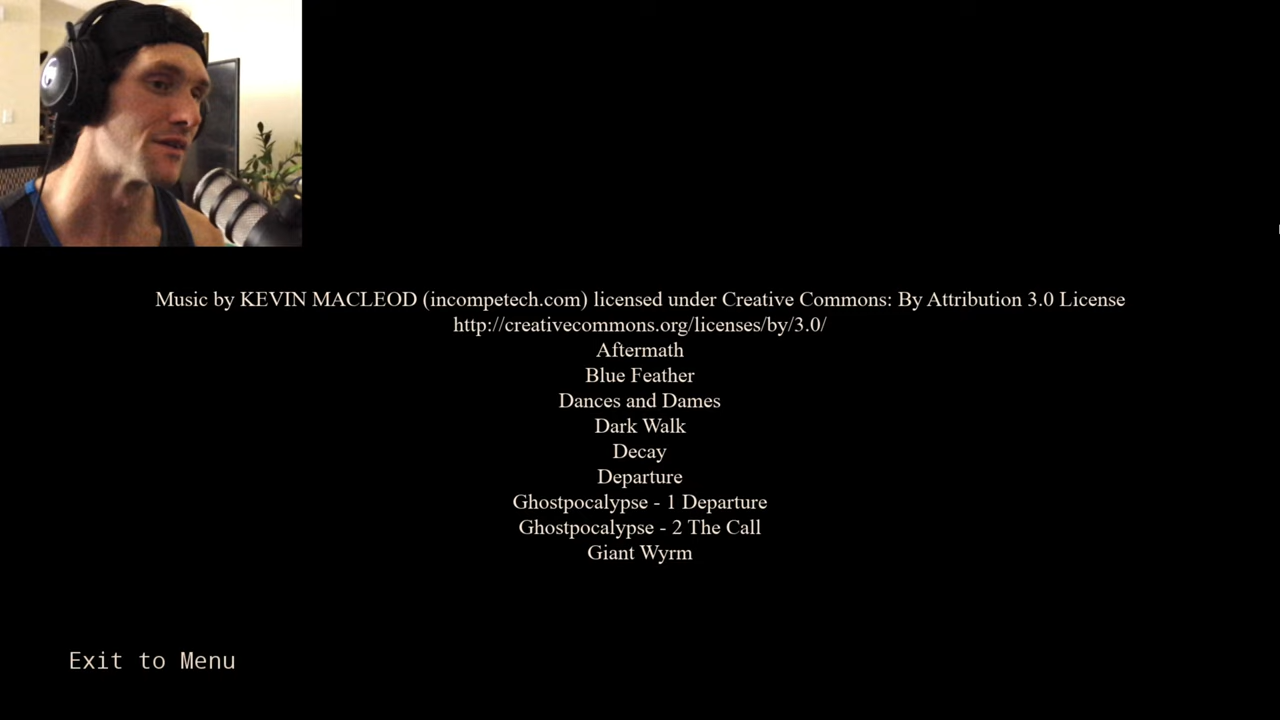 Music by KEVIN MACLEOD (incompetech.com) licensed under Creative Commons: By Attribution 3.0 License
http://creativecommons.org/licenses/by/3.0/
Aftermath
Blue Feather
Dances and Dames
Dark Walk
Decay
Departure
Ghostpocalypse - 1 Departure
Ghostpocalypse - 2 The Call
Giant Wyrm
Exit to Menu